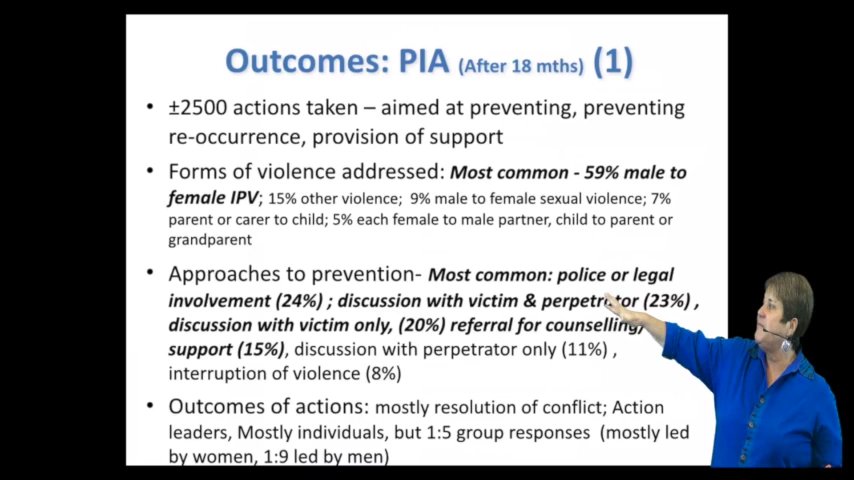 Outcomes: PIA (After 18 mths) (1)
• ±2500 actions taken – aimed at preventing, preventing
re-occurrence, provision of support
• Forms of violence addressed: Most common - 59% male to
female IPV; 15% other violence; 9% male to female sexual violence; 7%
parent or carer to child; 5% each female to male partner, child to parent or
grandparent
• Approaches to prevention- Most common: police or legal
involvement (24%) ; discussion with victim & perpetrator (23%) ,
discussion with victim only, (20%) referral for counselling/
support (15%), discussion with perpetrator only (11%) ,
interruption of violence (8%)
• Outcomes of actions: mostly resolution of conflict; Action
leaders, Mostly individuals, but 1:5 group responses (mostly led
by women, 1:9 led by men)